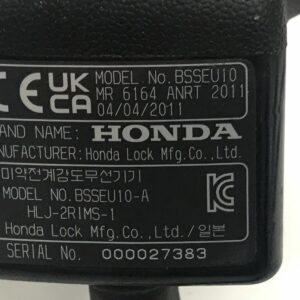 CE UK CA MODEL No.BSSEU10
MR 6164 ANRT 2011
04/04/2011
AND NAME: HONDA
NUFACTURER: Honda Lock Mfg.Co.,Ltd.
미약전계강도무선기기
MODEL NO.BSSEU10-A
HLJ-2RIMS-1
Honda Lock Mfg.Co.,Ltd./일본
SERIAL No. 000027383